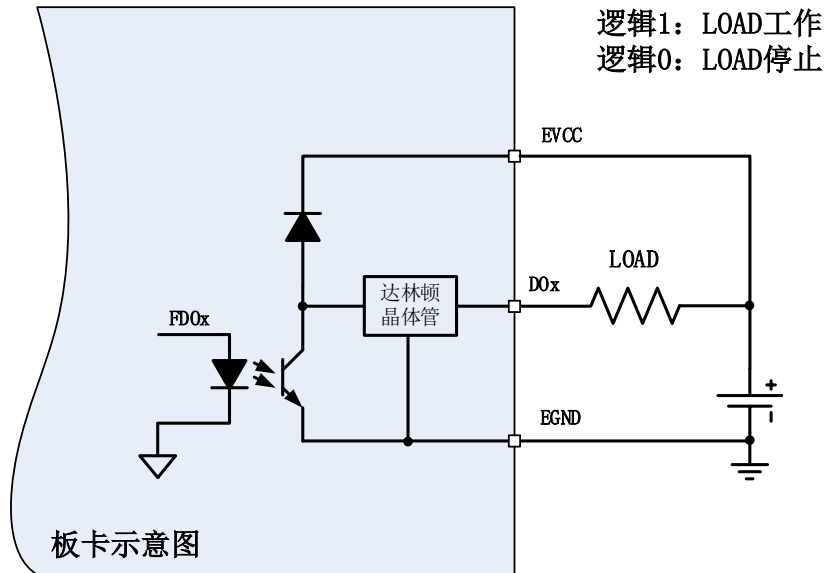 逻辑1: LOAD工作
逻辑0: LOAD停止
EVCC
LOAD
DOx
达林顿
晶体管
FDOx
+
-
EGND
板卡示意图